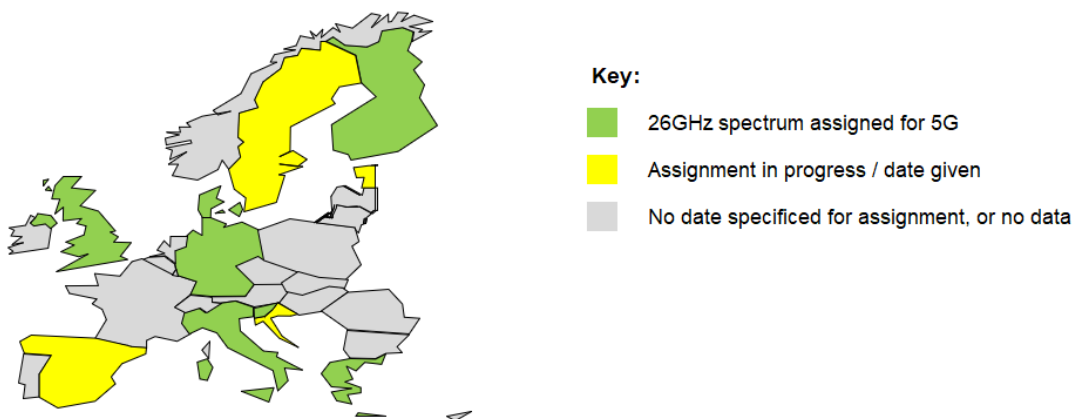 Key:
26GHz spectrum assigned for 5G
Assignment in progress / date given
No date specificed for assignment, or no data